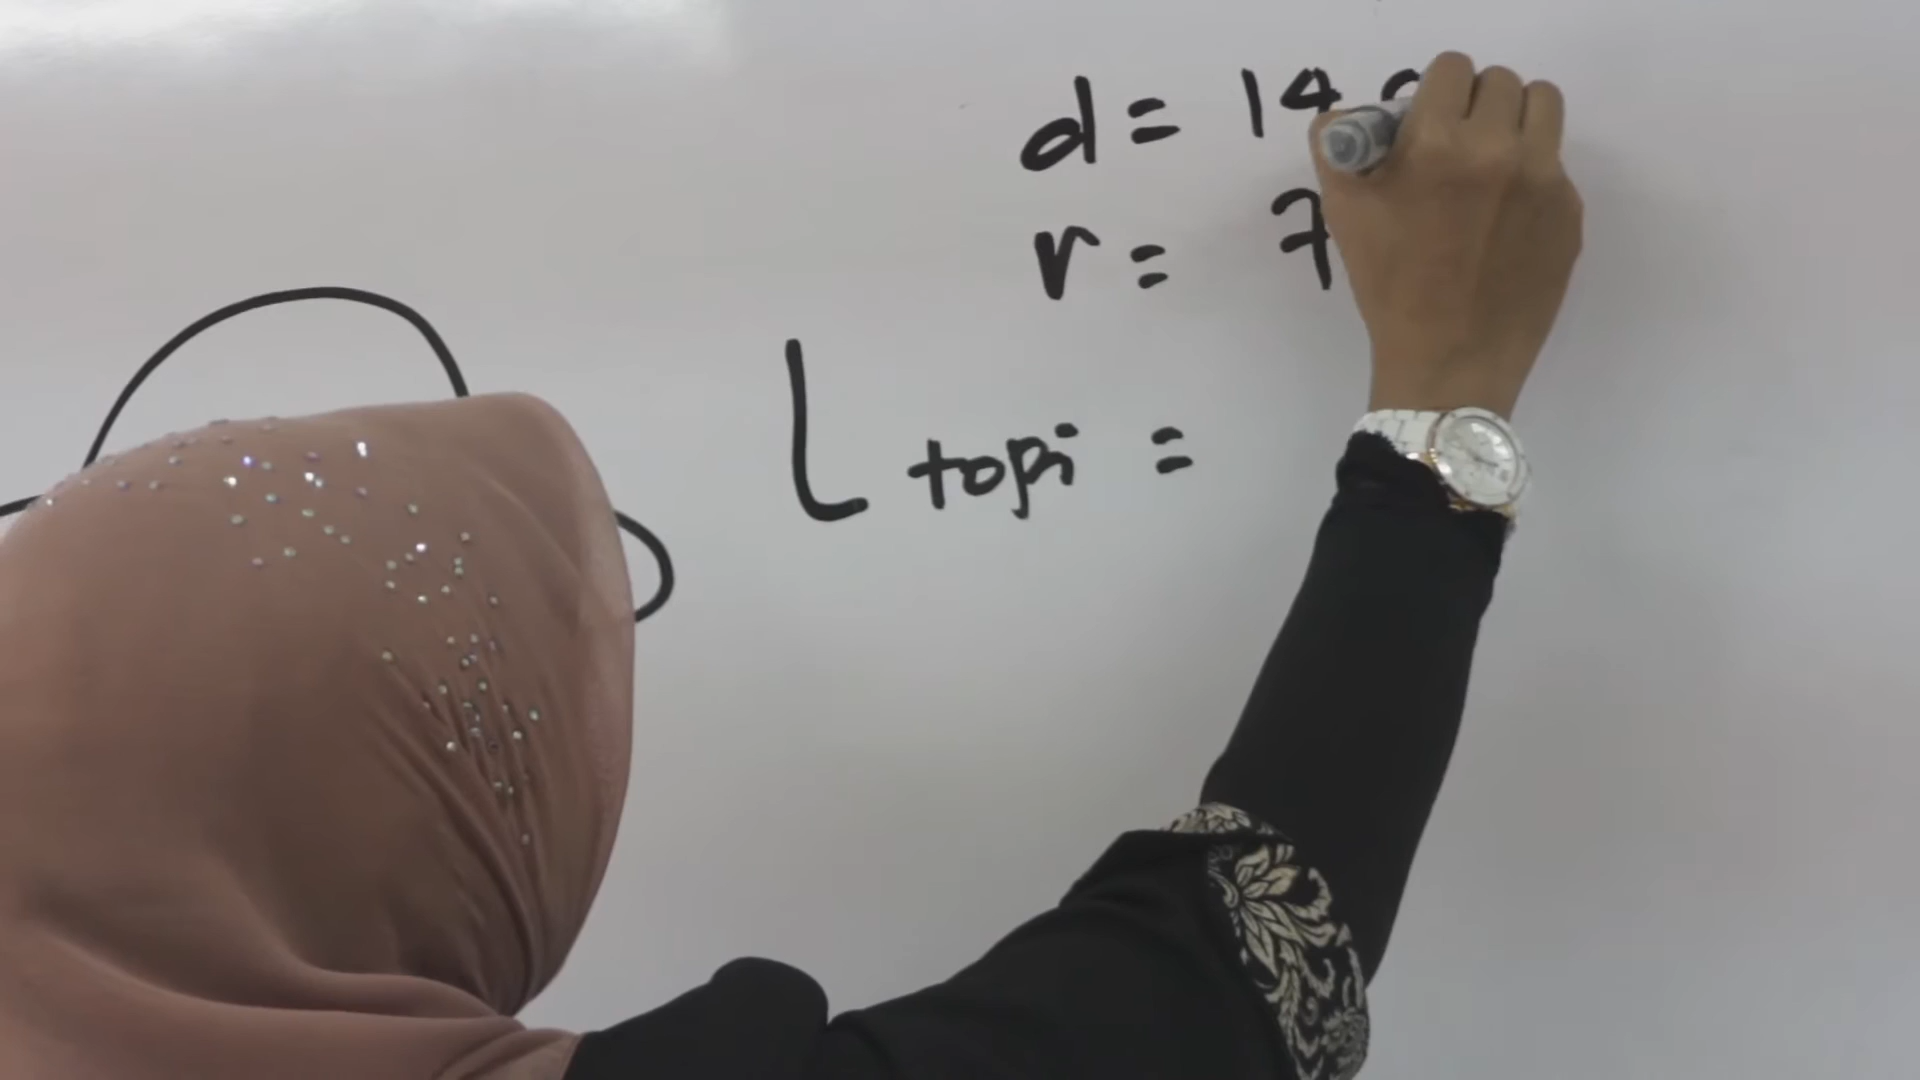 d = 14
r = 7
L topi =